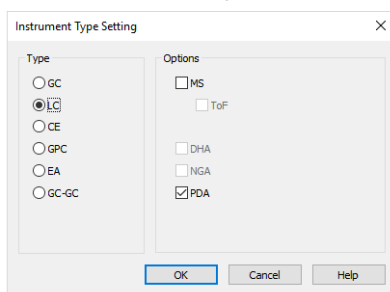 Instrument Type Setting
Type
GC
LC
CE
GPC
EA
GC-GC
Options
MS
ToF
DHA
NGA
PDA
OK Cancel Help